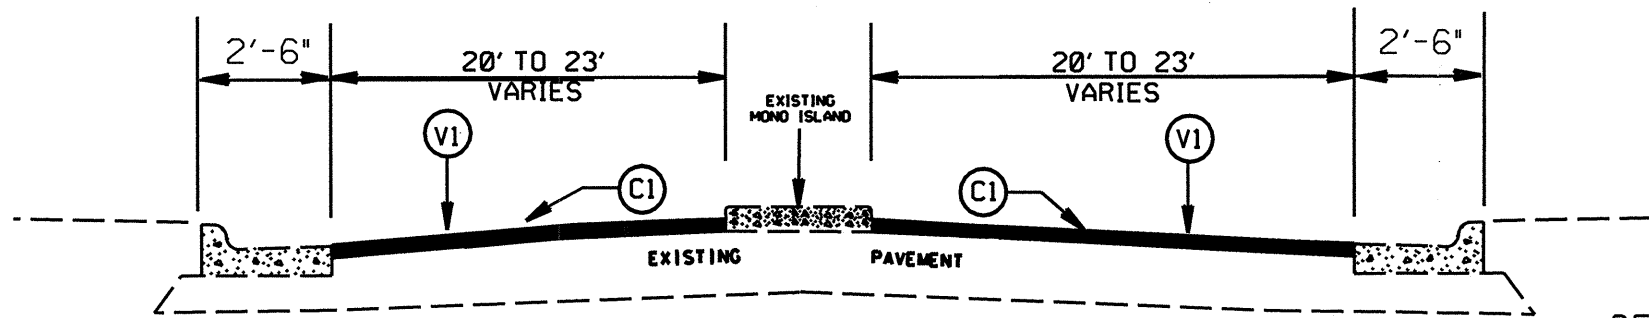 2'-6"
20' TO 23'
VARIES
EXISTING
MONO ISLAND
20' TO 23'
VARIES
2'-6"
V1
C1
C1
V1
EXISTING PAVEMENT